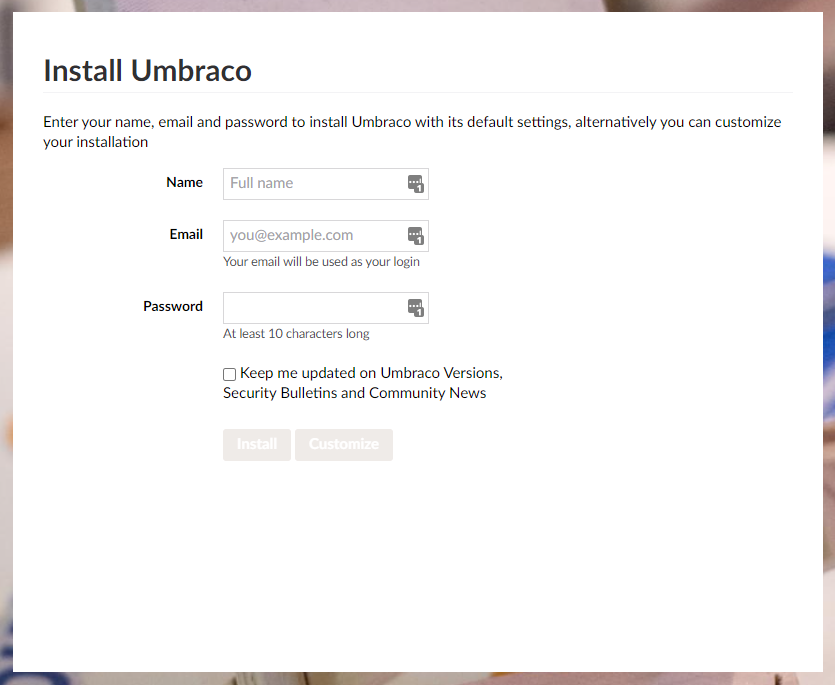 Install Umbraco
Enter your name, email and password to install Umbraco with its default settings, alternatively you can customize
your installation
Name
Full name
Email
you@example.com
Your email will be used as your login
Password
At least 10 characters long
Keep me updated on Umbraco Versions,
Security Bulletins and Community News
Install Customize